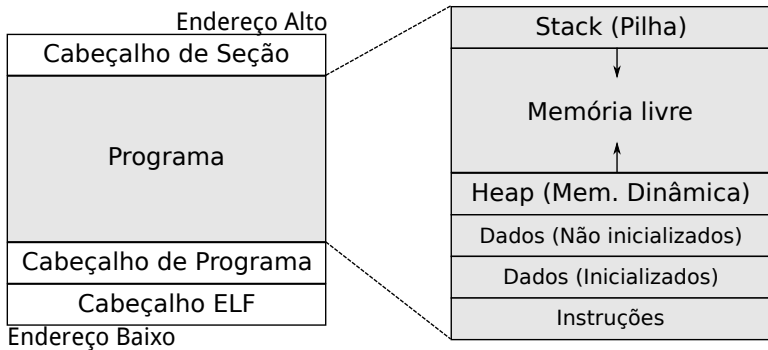 Endereço Alto
Cabeçalho de Seção
Programa
Cabeçalho de Programa
Cabeçalho ELF
Endereço Baixo
Stack (Pilha)
Memória livre
Heap (Mem. Dinâmica)
Dados (Não inicializados)
Dados (Inicializados)
Instruções